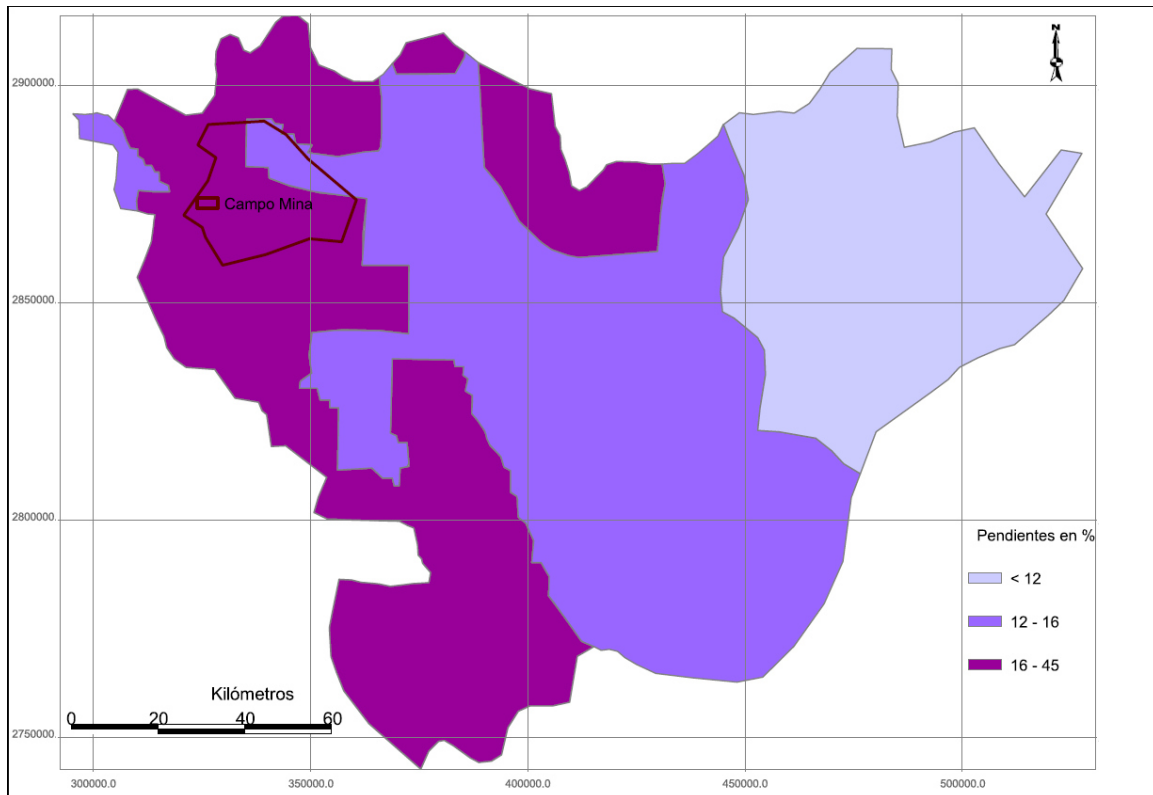 N
2900000.
Campo Mina
2850000.
2800000.
Pendientes en %
< 12
12 - 16
16 - 45
Kilómetros
0 20 40 60
2750000.
300000.0 350000.0 400000.0 450000.0 500000.0